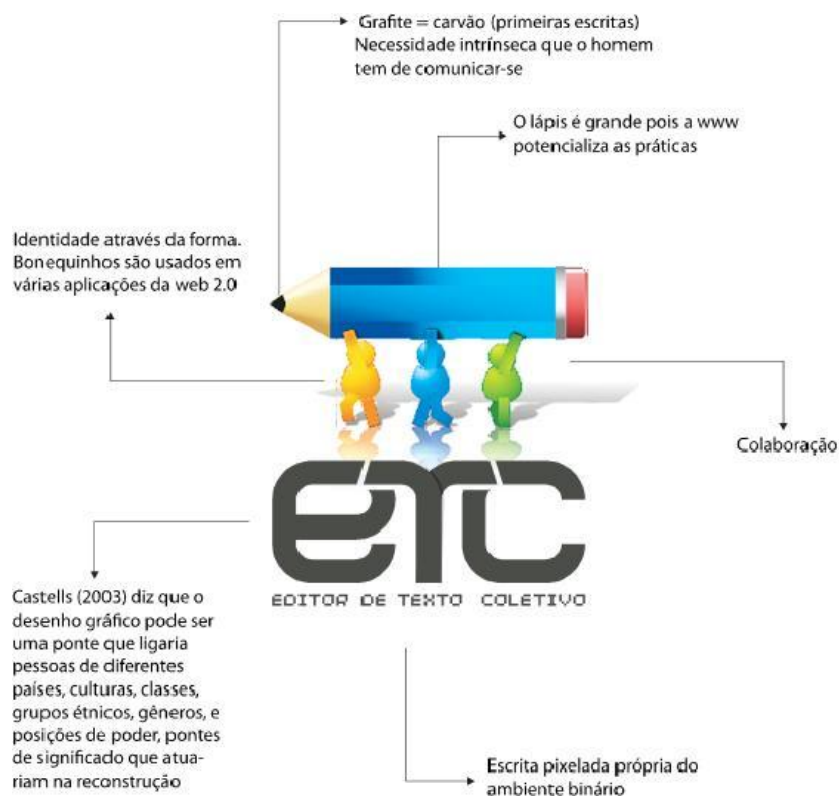 Grafite = carvão (primeiras escritas)
Necessidade intrínseca que o homem
tem de comunicar-se
O lápis é grande pois a www
potencializa as práticas
Identidade através da forma.
Bonequinhos são usados em
várias aplicações da web 2.0
Colaboração
etc
EDITOR DE TEXTO COLETIVO
Castells (2003) diz que o
desenho gráfico pode ser
uma ponte que ligaria
pessoas de diferentes
países, culturas, classes,
grupos étnicos, gêneros, e
posições de poder, pontes
de significado que atua-
riam na reconstrução
Escrita pixelada própria do
ambiente binário